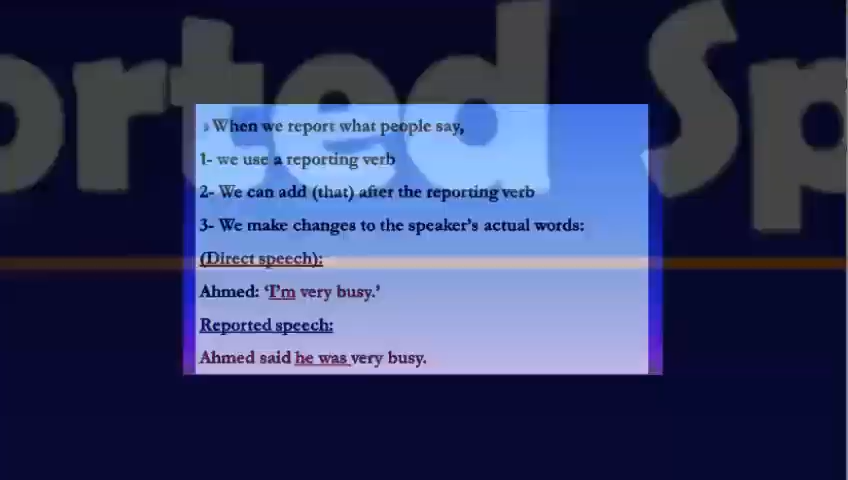 orted Sp
When we report what people say,
1- we use a reporting verb
2- We can add (that) after the reporting verb
3- We make changes to the speaker's actual words:
(Direct speech):
Ahmed: ‘I'm very busy.’
Reported speech:
Ahmed said he was very busy.